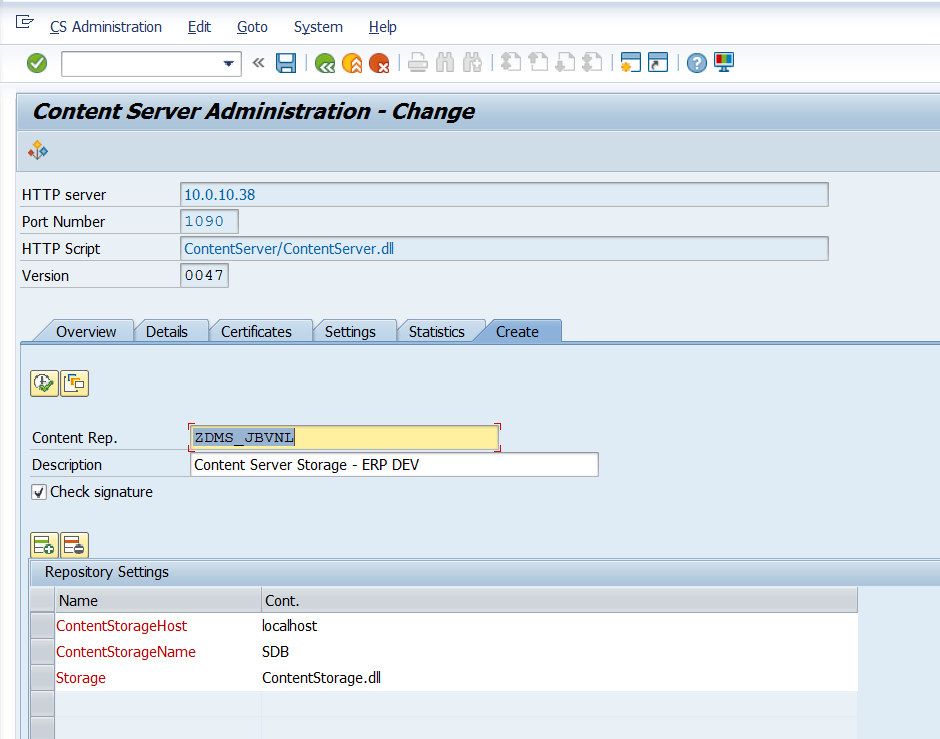 CS Administration Edit Goto System Help
Content Server Administration - Change
HTTP server 10.0.10.38
Port Number 1090
HTTP Script ContentServer/ContentServer.dll
Version 0047
Overview Details Certificates Settings Statistics Create
Content Rep. ZDMS_JBVNL
Description Content Server Storage - ERP DEV
Check signature
Repository Settings
Name Cont.
ContentStorageHost localhost
ContentStorageName SDB
Storage ContentStorage.dll